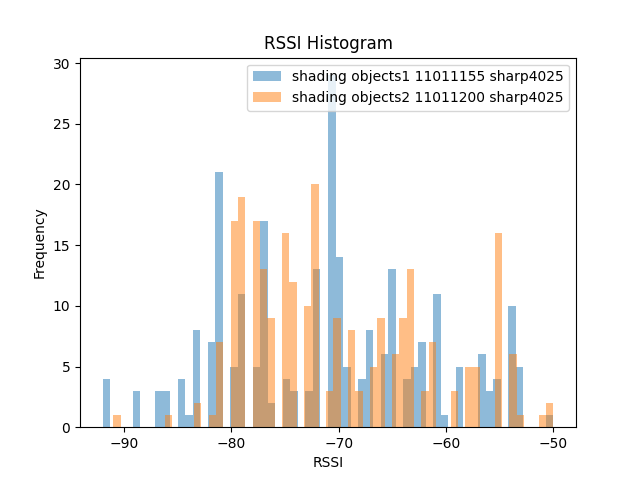 RSSI Histogram
shading objects1 11011155 sharp4025
shading objects2 11011200 sharp4025
30
25
20
15
10
5
0
Frequency
−90 −80 −70 −60 −50
RSSI